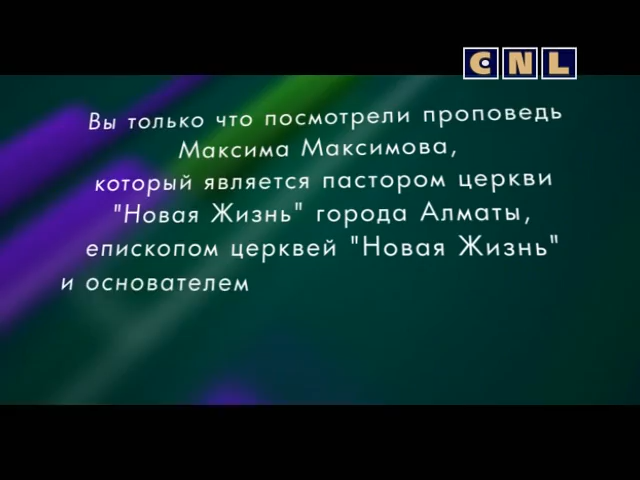 CNL
Вы только что посмотрели проповедь
Максима Максимова,
который является пастором церкви
"Новая Жизнь" города Алматы,
епископом церквей "Новая Жизнь"
и основателем